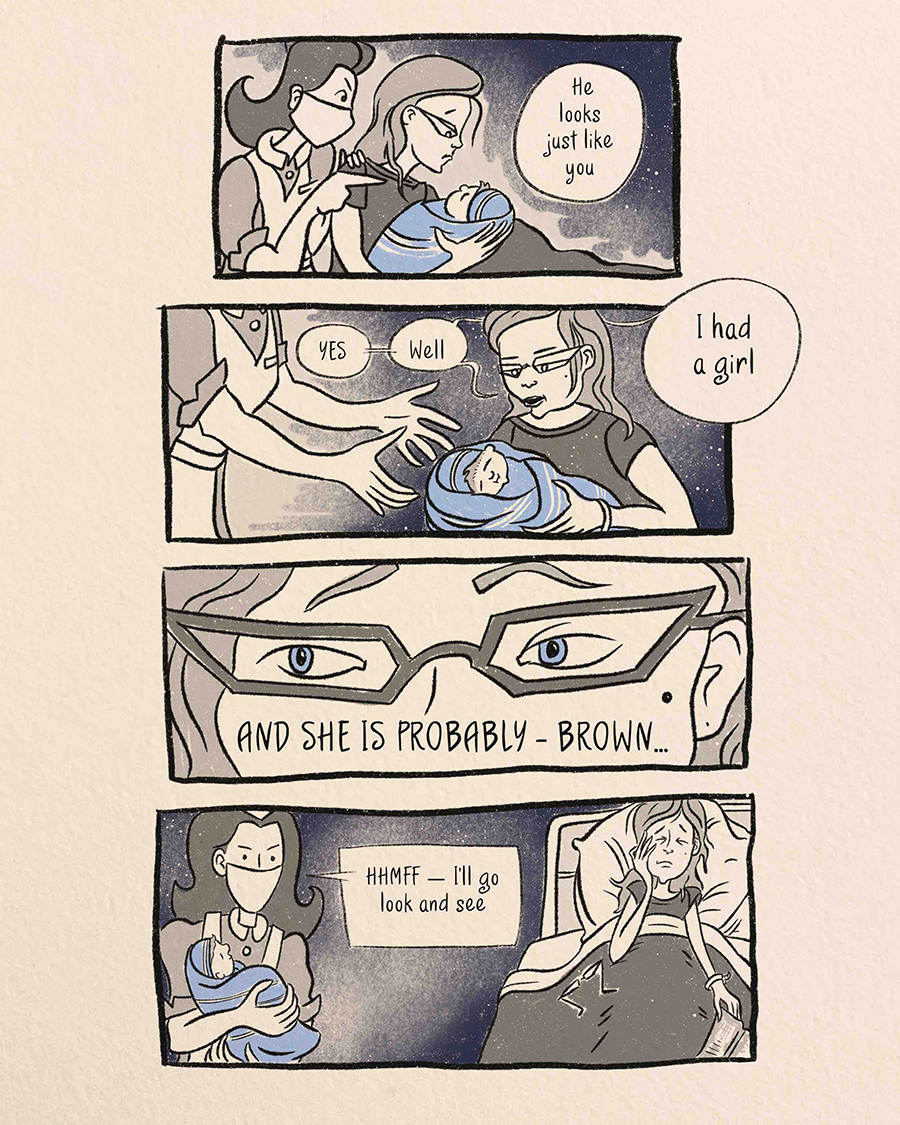 He
looks
just like
you
YES
Well
I had
a girl
AND SHE IS PROBABLY - BROWN...
HHMFF — I'll go
look and see